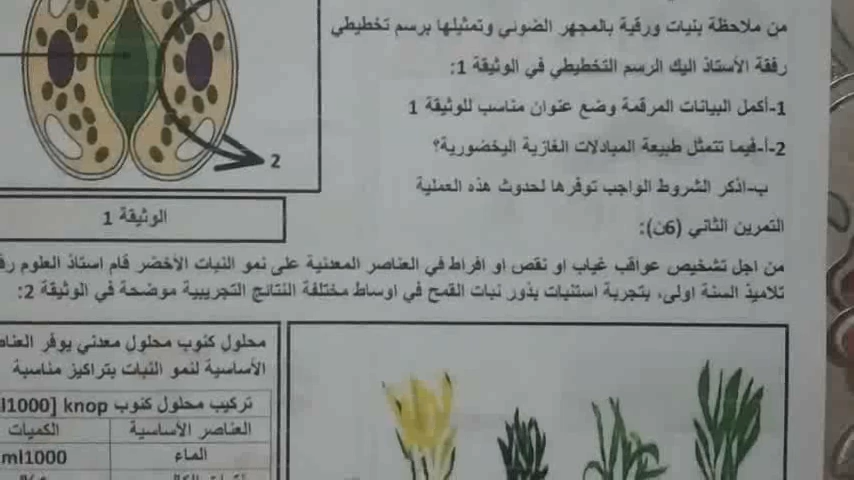 من ملاحظة بنيات ورقية بالمجهر الضوئي وتمثيلها برسم تخطيطي
رفقة الأستاذ اليك الرسم التخطيطي في الوثيقة 1:
1-أكمل البيانات المرقمة وضع عنوان مناسب للوثيقة 1
2-أ-فيما تتمثل طبيعة المبادلات الغازية اليخضورية؟
2
ب-اذكر الشروط الواجب توفرها لحدوث هذه العملية
الوثيقة 1
التمرين الثاني (6ن):
من اجل تشخيص عواقب غياب او نقص او افراط في العناصر المعدنية على نمو النبات الأخضر قام استاذ العلوم
تلاميذ السنة اولى، بتجربة استنبات بذور نبات القمح في اوساط مختلفة النتائج التجريبية موضحة في الوثيقة 2:
محلول كنوب محلول معدني يوفر
الأساسية لنمو النبات بتراكيز مناسبة
تركيب محلول كنوب knop [1000
العناصر الأساسية
الكميات
الماء
1000ml